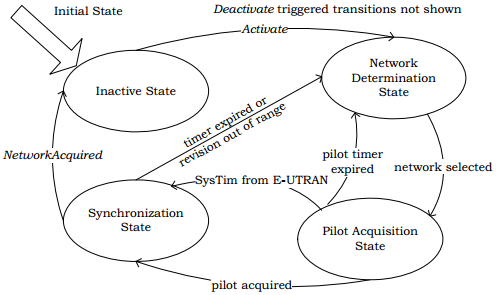 Initial State
Deactivate triggered transitions not shown
Activate
Inactive State
Network
Determination
State
timer expired or
revision out of range
NetworkAcquired
pilot timer
expired
network selected
SysTim from E-UTRAN
Synchronization
State
Pilot Acquisition
State
pilot acquired